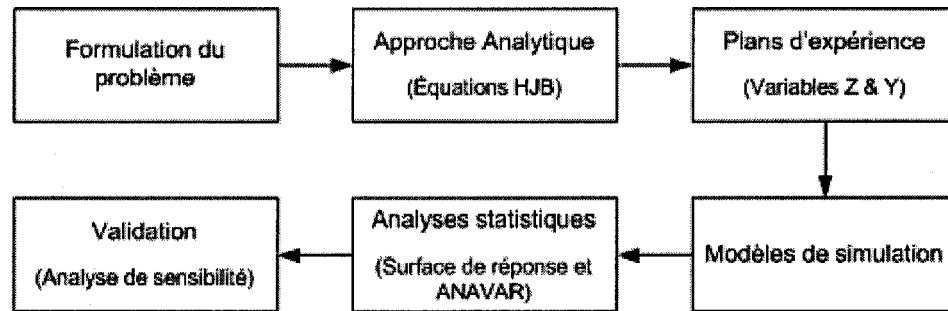 Formulation du
problème
Approche Analytique
(Équations HJB)
Plans d'expérience
(Variables Z & Y)
Modèles de simulation
Analyses statistiques
(Surface de réponse et
ANAVAR)
Validation
(Analyse de sensibilité)